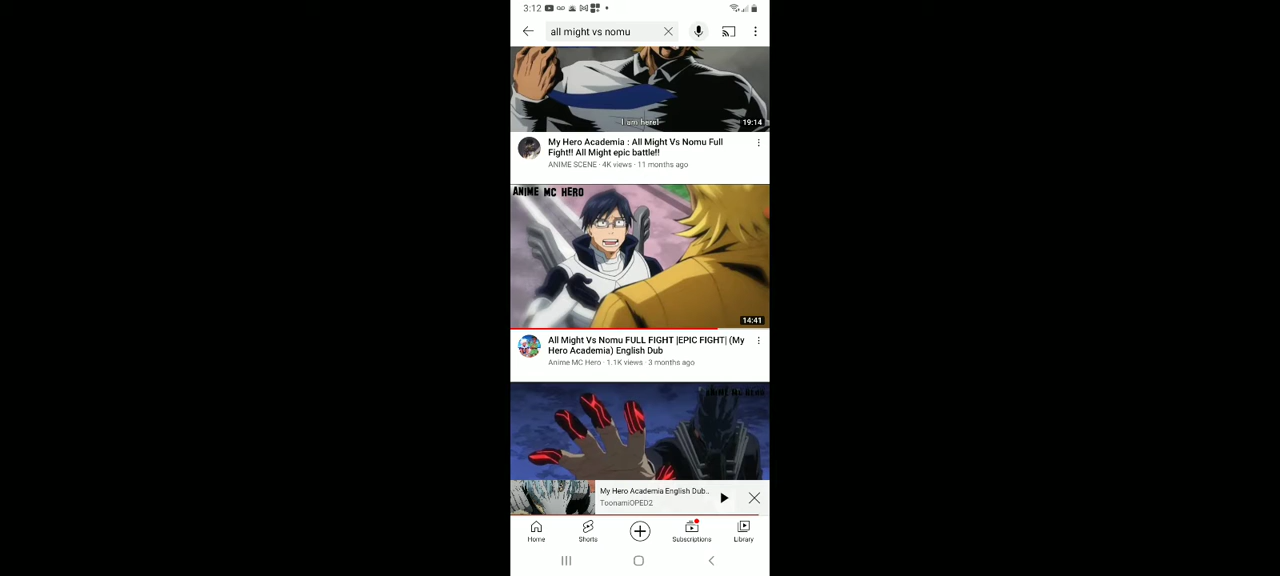 3:12
all might vs nomu
I am here!
19:14
My Hero Academia : All Might Vs Nomu Full
Fight!! All Might epic battle!!
ANIME SCENE · 4K views · 11 months ago
ANIME MC HERO
14:41
All Might Vs Nomu FULL FIGHT |EPIC FIGHT| (My
Hero Academia) English Dub
Anime MC Hero · 1.1K views · 3 months ago
ANIME MC HERO
My Hero Academia English Dub..
ToonamiOPED2
Home
Shorts
Subscriptions
Library